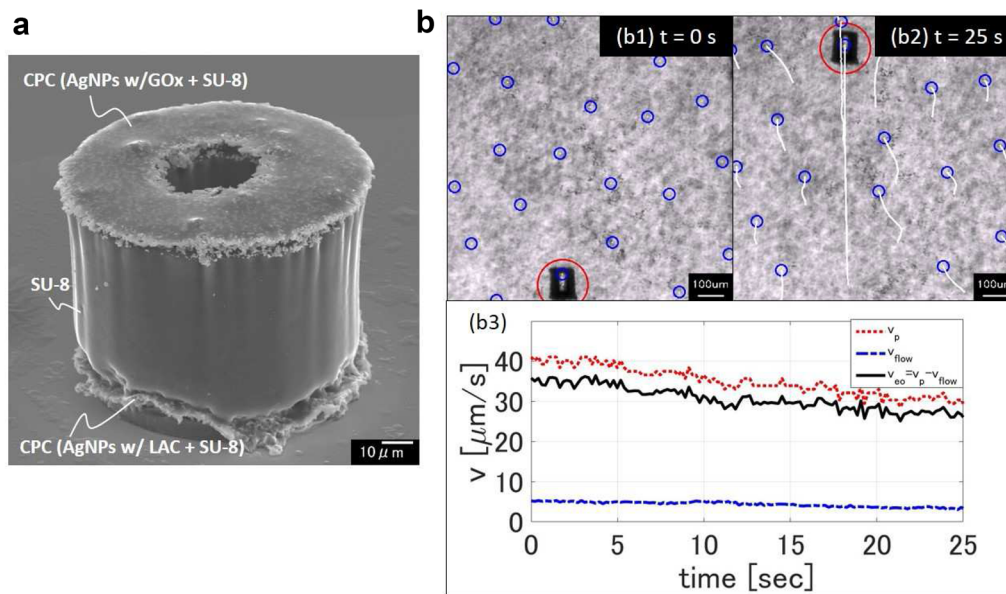 a
CPC (AgNPs w/GOx + SU-8)
SU-8
CPC (AgNPs w/ LAC + SU-8)
10 μm
b
(b1) t = 0 s
100um
(b2) t = 25 s
100um
(b3)
v_p
v_flow
v_eo=v_p-v_flow
v [μm/s]
40
30
20
10
0
0 5 10 15 20 25
time [sec]